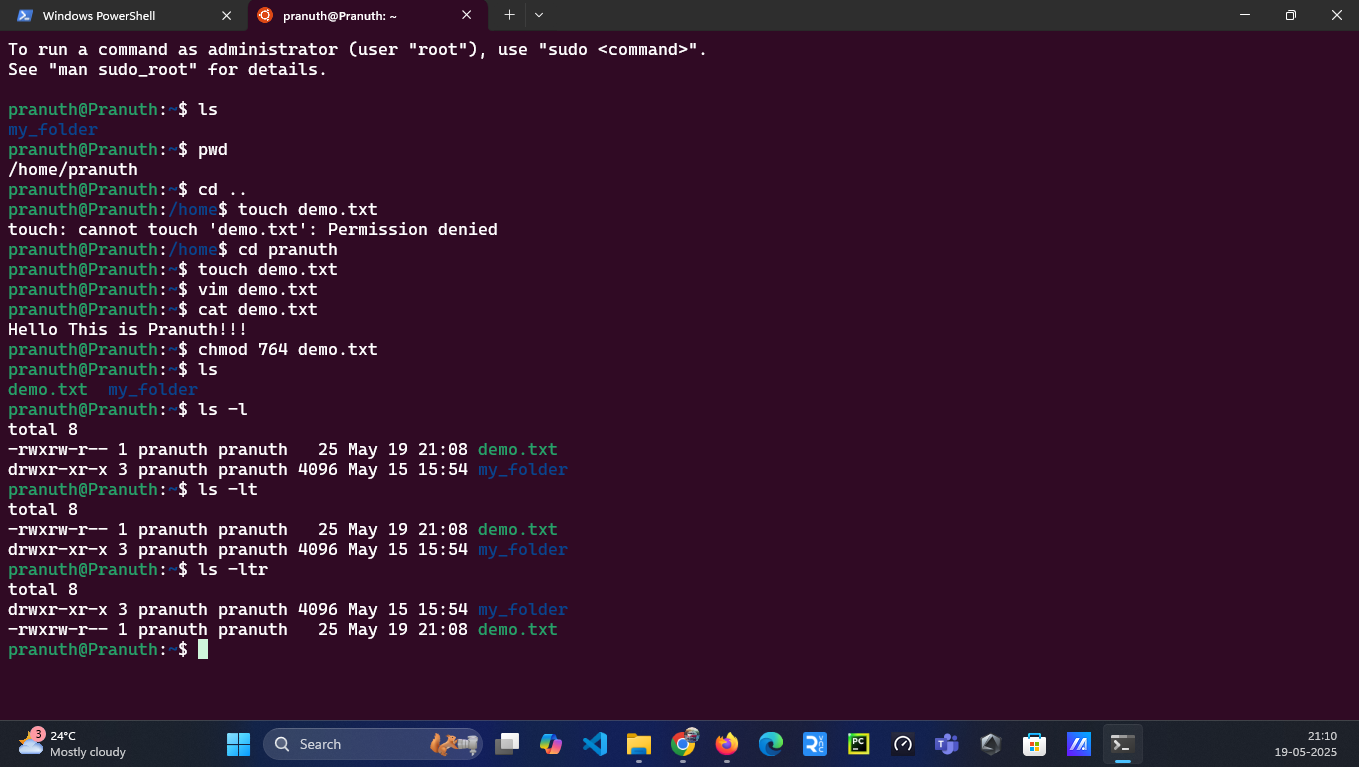 Windows PowerShell
pranuth@Pranuth: ~
To run a command as administrator (user "root"), use "sudo <command>".
See "man sudo_root" for details.
pranuth@Pranuth:~$ ls
my_folder
pranuth@Pranuth:~$ pwd
/home/pranuth
pranuth@Pranuth:~$ cd ..
pranuth@Pranuth:/home$ touch demo.txt
touch: cannot touch 'demo.txt': Permission denied
pranuth@Pranuth:/home$ cd pranuth
pranuth@Pranuth:~$ touch demo.txt
pranuth@Pranuth:~$ vim demo.txt
pranuth@Pranuth:~$ cat demo.txt
Hello This is Pranuth!!!
pranuth@Pranuth:~$ chmod 764 demo.txt
pranuth@Pranuth:~$ ls
demo.txt  my_folder
pranuth@Pranuth:~$ ls -l
total 8
-rwxrw-r-- 1 pranuth pranuth   25 May 19 21:08 demo.txt
drwxr-xr-x 3 pranuth pranuth 4096 May 15 15:54 my_folder
pranuth@Pranuth:~$ ls -lt
total 8
-rwxrw-r-- 1 pranuth pranuth   25 May 19 21:08 demo.txt
drwxr-xr-x 3 pranuth pranuth 4096 May 15 15:54 my_folder
pranuth@Pranuth:~$ ls -ltr
total 8
drwxr-xr-x 3 pranuth pranuth 4096 May 15 15:54 my_folder
-rwxrw-r-- 1 pranuth pranuth   25 May 19 21:08 demo.txt
pranuth@Pranuth:~$
3
24°C
Mostly cloudy
Search
PC
21:10
19-05-2025